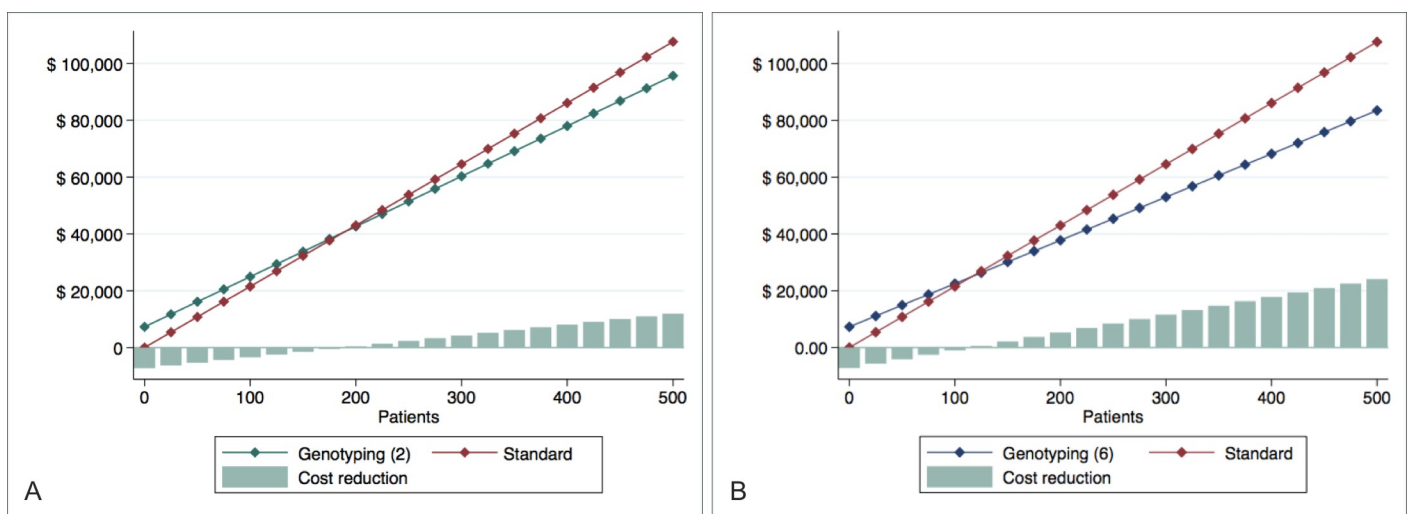 $ 100,000
$ 80,000
$ 60,000
$ 40,000
$ 20,000
0
0 100 200 300 400 500
Patients
Genotyping (2) Standard
Cost reduction
A
$ 100,000
$ 80,000
$ 60,000
$ 40,000
$ 20,000
0.00
0 100 200 300 400 500
Patients
Genotyping (6) Standard
Cost reduction
B